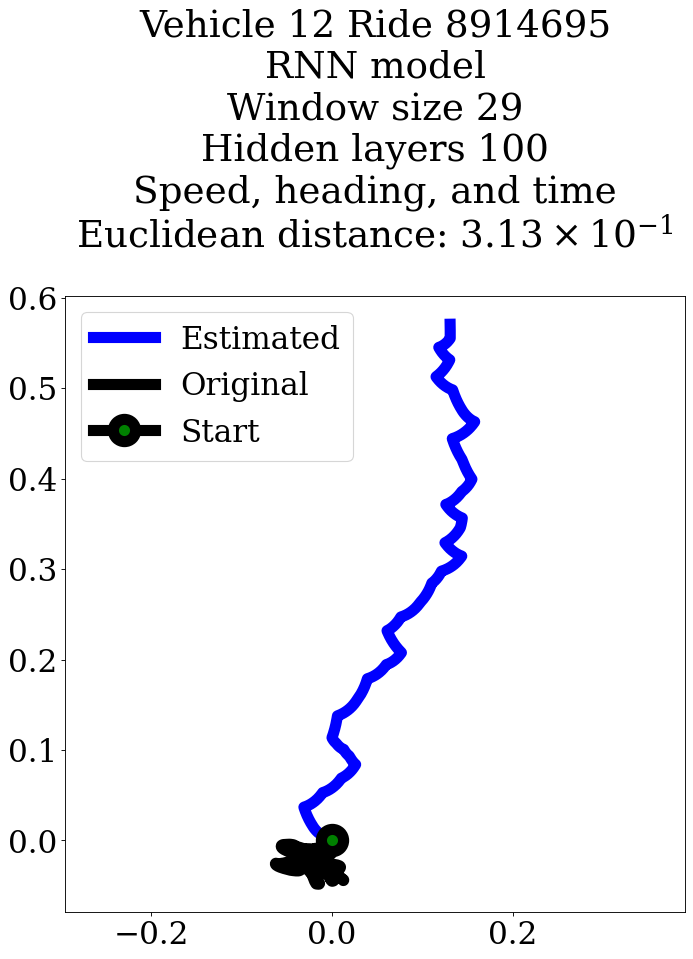 Vehicle 12 Ride 8914695
RNN model
Window size 29
Hidden layers 100
Speed, heading, and time
Euclidean distance: 3.13 × 10⁻¹
0.6
Estimated
0.5
Original
Start
0.4
0.3
0.2
0.1
0.0
−0.2 0.0 0.2